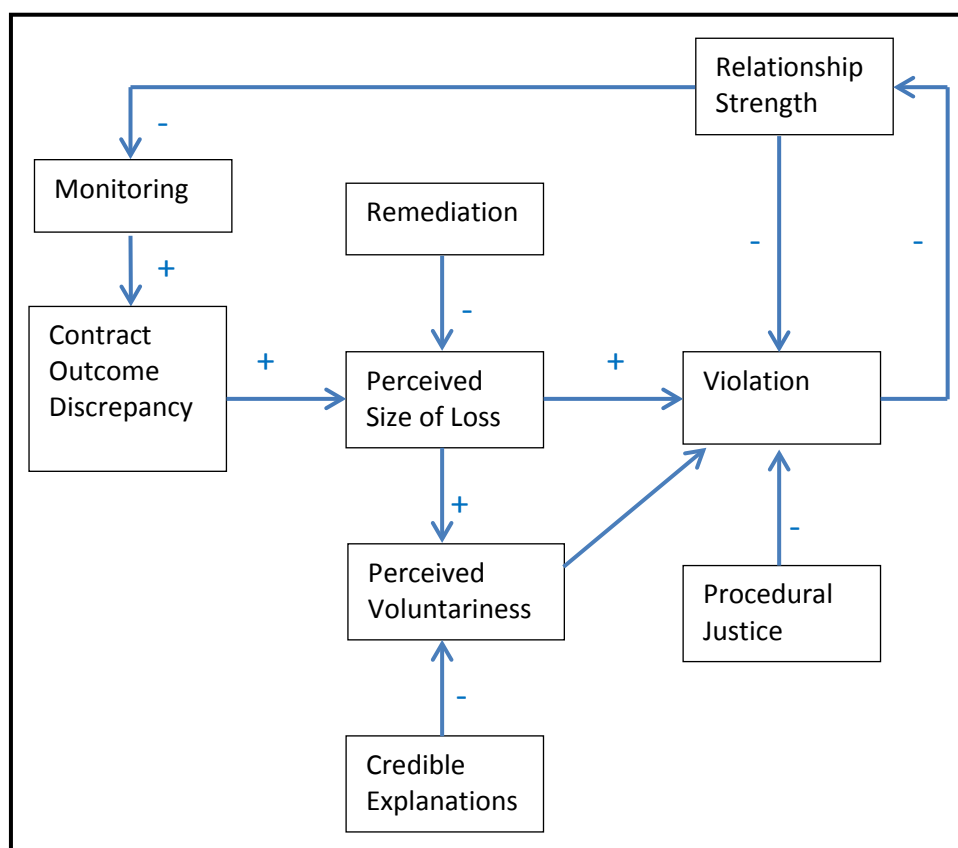 Relationship
Strength
-
Monitoring
Remediation
-
-
+
-
Contract
Outcome
Discrepancy
+
Perceived
Size of Loss
+
Violation
+
-
Perceived
Voluntariness
Procedural
Justice
-
Credible
Explanations